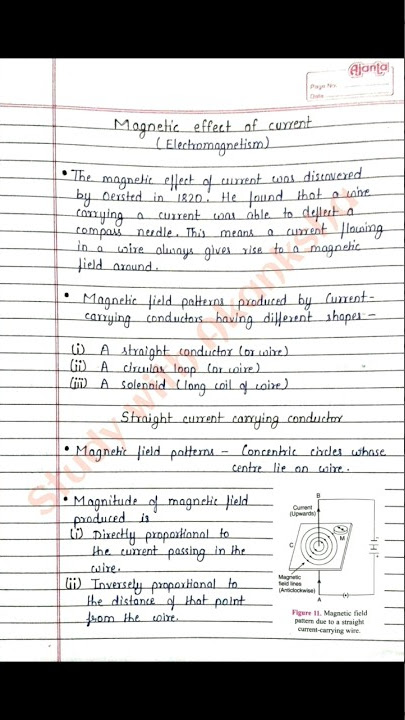 Ajanta
Page No.
Date
Magnetic effect of current
(Electromagnetism)
• The magnetic effect of current was discovered
by Oersted in 1820. He found that a wire
carrying a current was able to deflect a
compass needle. This means a current flowing
in a wire always gives rise to a magnetic
field around.
• Magnetic field patterns produced by Current-
carrying conductors having different shapes –
(i) A straight conductor (or wire)
(ii) A circular loop (or wire)
(iii) A solenoid (long coil of wire)
Straight current carrying conductor
• Magnetic field patterns – Concentric circles whose
centre lie on wire.
• Magnitude of magnetic field
produced is
(i) Directly proportional to
the current passing in the
wire.
(ii) Inversely proportional to
the distance of that point
from the wire.
B
Current
(Upwards)
M
C
Magnetic
field lines
(Anticlockwise)
A
Figure 11. Magnetic field
pattern due to a straight
current-carrying wire.
Study with Akanksha